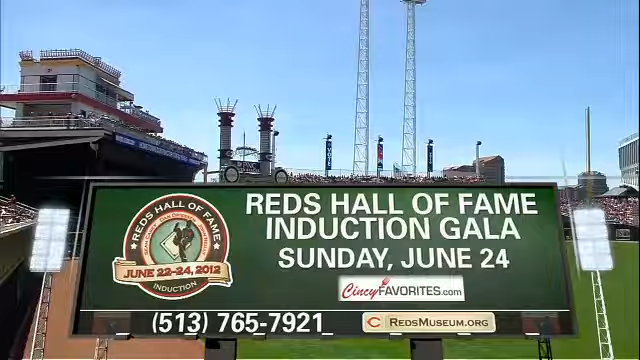 REDS HALL OF FAME
INDUCTION GALA
SUNDAY, JUNE 24
CincyFAVORITES.com
(513) 765-7921
C REDSMUSEUM.ORG
REDS HALL OF FAME
JUNE 22-24, 2012
INDUCTION